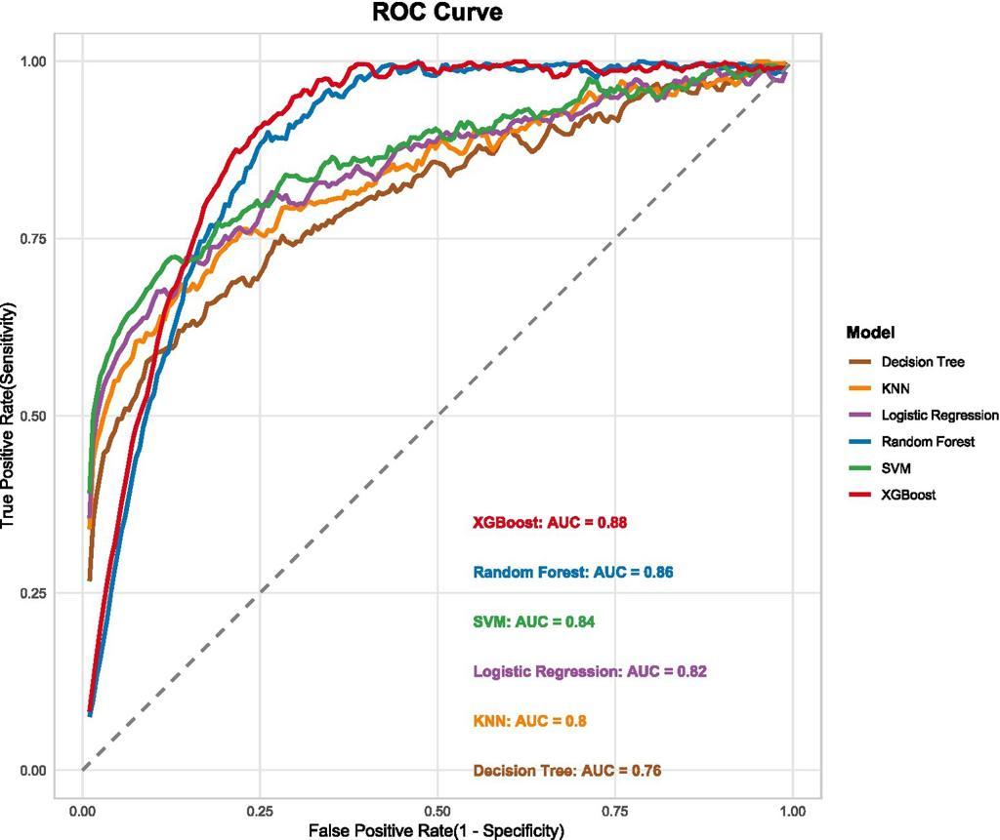 ROC Curve
1.00
0.75
0.50
0.25
0.00
True Positive Rate(Sensitivity)
0.00 0.25 0.50 0.75 1.00
False Positive Rate(1 - Specificity)
XGBoost: AUC = 0.88
Random Forest: AUC = 0.86
SVM: AUC = 0.84
Logistic Regression: AUC = 0.82
KNN: AUC = 0.8
Decision Tree: AUC = 0.76
Model
Decision Tree
KNN
Logistic Regression
Random Forest
SVM
XGBoost